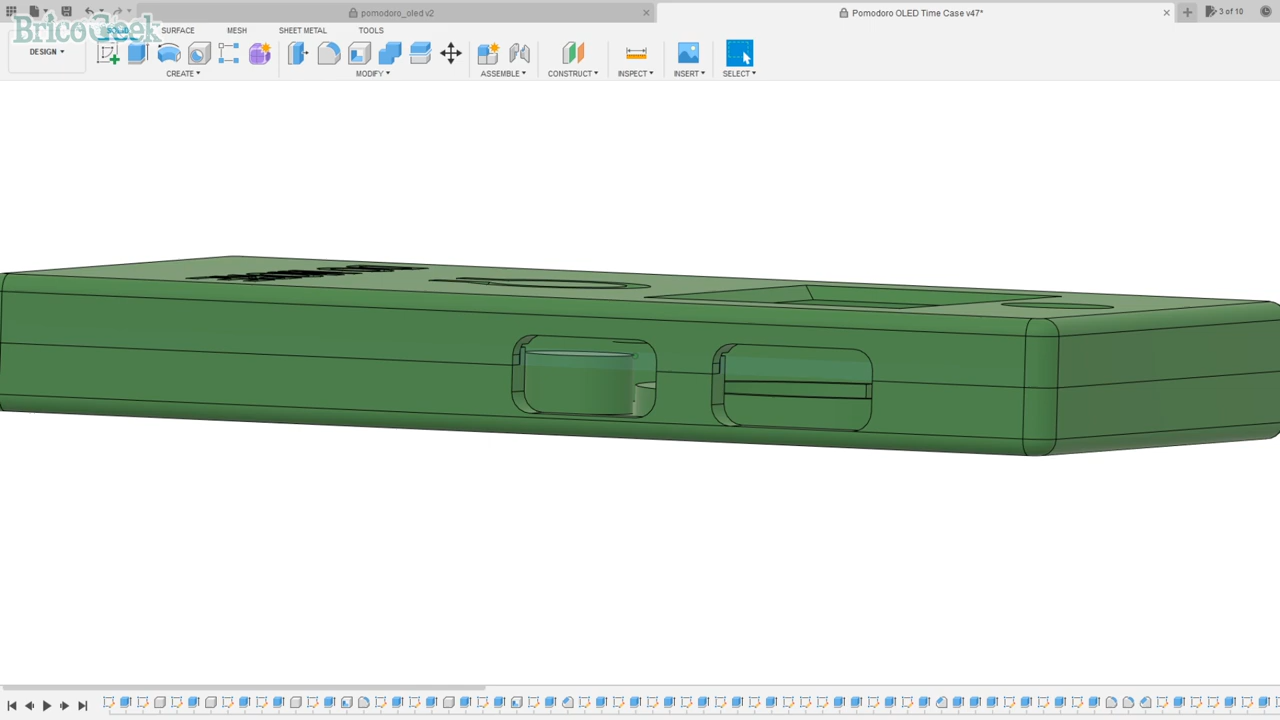 pomodoro_oled v2
Pomodoro OLED Time Case v47*
3 of 10
BricoGeek
SOLID
SURFACE
MESH
SHEET METAL
TOOLS
DESIGN
CREATE
MODIFY
ASSEMBLE
CONSTRUCT
INSPECT
INSERT
SELECT